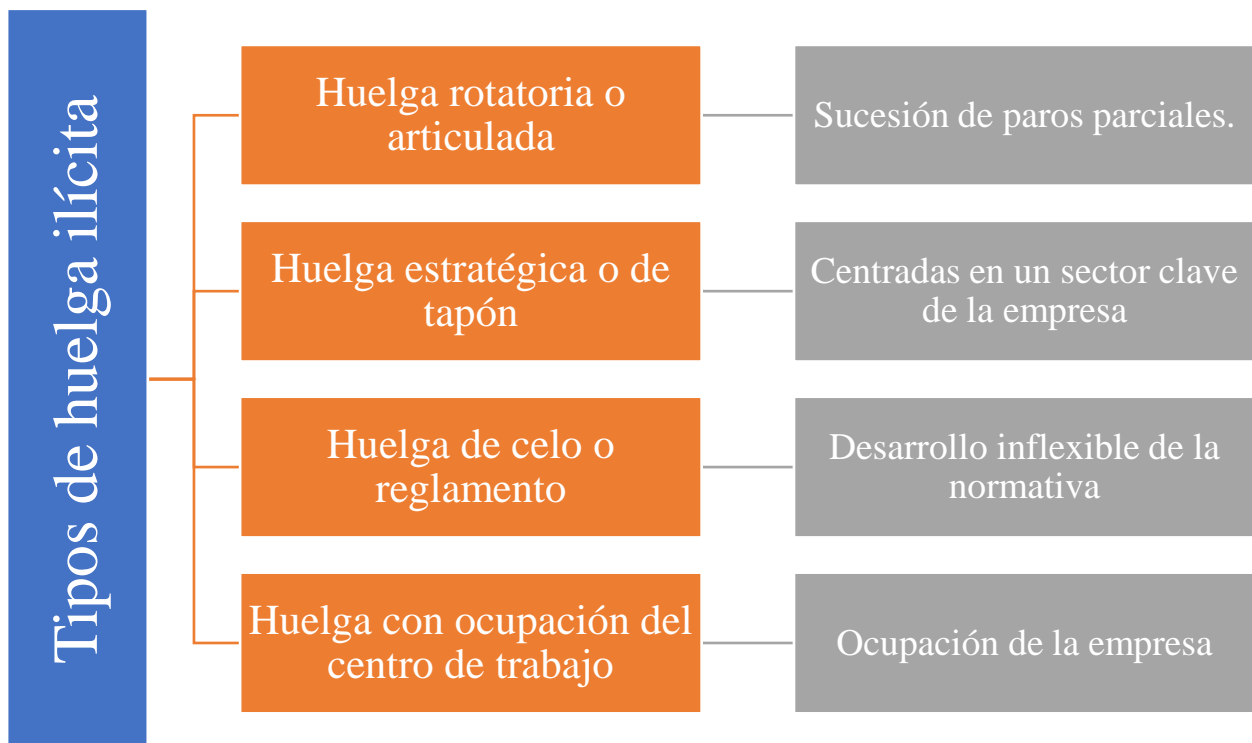 Tipos de huelga ilícita
Huelga rotatoria o
articulada
Sucesión de paros parciales.
Huelga estratégica o de
tapón
Centradas en un sector clave
de la empresa
Huelga de celo o
reglamento
Desarrollo inflexible de la
normativa
Huelga con ocupación del
centro de trabajo
Ocupación de la empresa